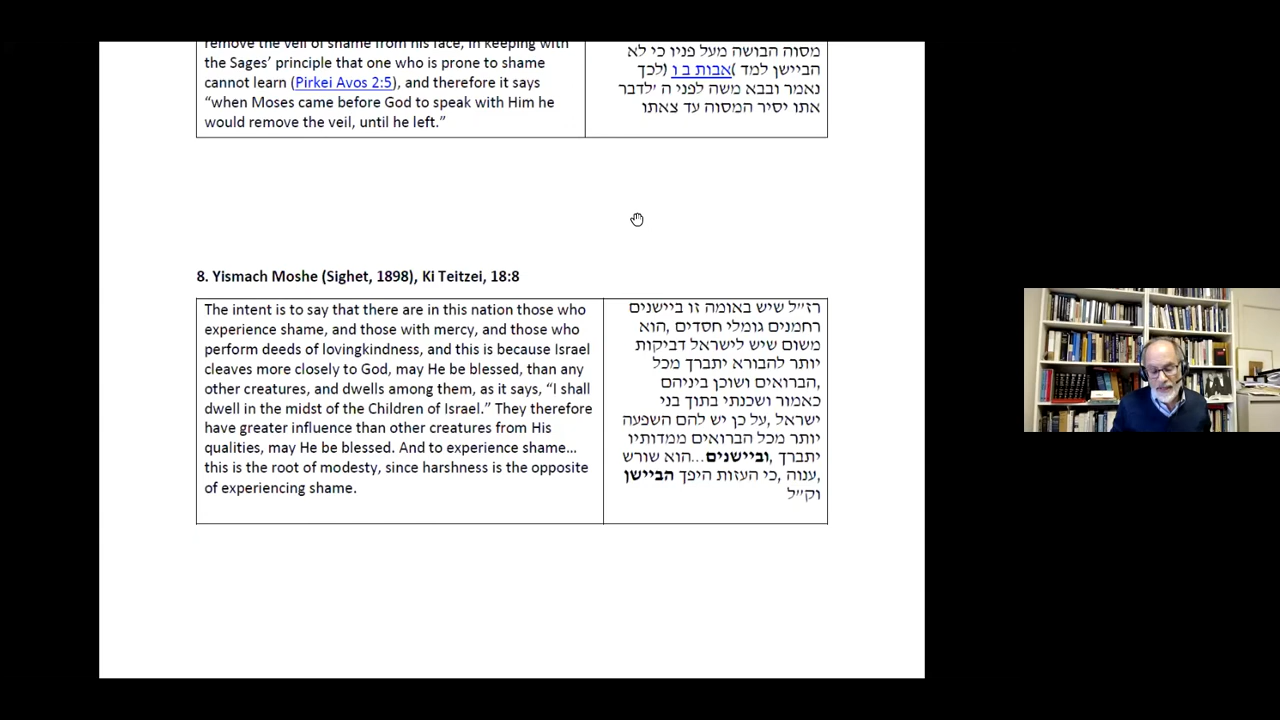 remove the veil of shame from his face, in keeping with
the Sages' principle that one who is prone to shame
cannot learn (Pirkei Avos 2:5), and therefore it says
“when Moses came before God to speak with Him he
would remove the veil, until he left.”
מסוה הבושה מעל פניו כי לא
הביישן למד )אבות ב ו (לכך
נאמר ובבא משה לפני ה 'לדבר
אתו יסיר המסוה עד צאתו
8. Yismach Moshe (Sighet, 1898), Ki Teitzei, 18:8
The intent is to say that there are in this nation those who
experience shame, and those with mercy, and those who
perform deeds of lovingkindness, and this is because Israel
cleaves more closely to God, may He be blessed, than any
other creatures, and dwells among them, as it says, “I shall
dwell in the midst of the Children of Israel.” They therefore
have greater influence than other creatures from His
qualities, may He be blessed. And to experience shame…
this is the root of modesty, since harshness is the opposite
of experiencing shame.
רז״ל שיש באומה זו ביישנים
רחמנים גומלי חסדים ,הוא
משום שיש לישראל דביקות
יותר להבורא יתברך מכל
,הברואים ושוכן ביניהם
כאמור ושכנתי בתוך בני
ישראל ,על כן יש להם השפעה
יותר מכל הברואים ממדותיו
יתברך ,וביישנים...הוא שורש
,ענוה ,כי העזות היפך הביישן
וק״ל